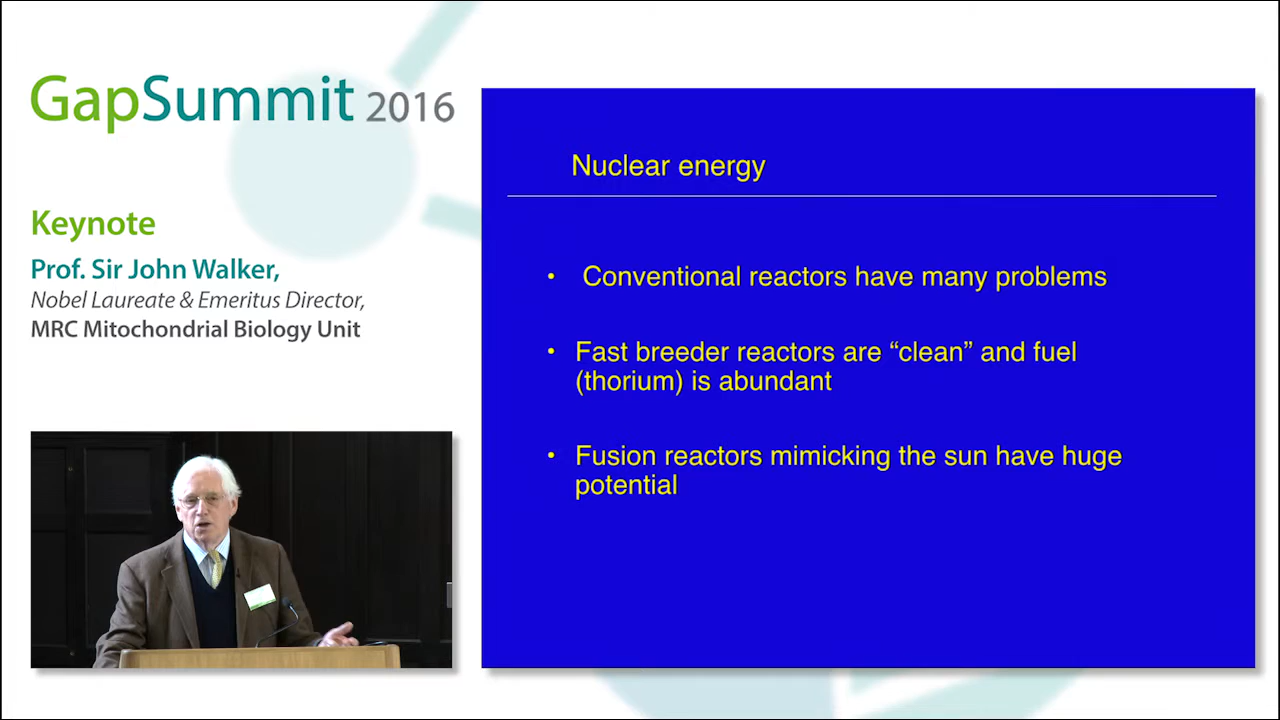 GapSummit 2016
Keynote
Prof. Sir John Walker,
Nobel Laureate & Emeritus Director,
MRC Mitochondrial Biology Unit
Nuclear energy
• Conventional reactors have many problems
• Fast breeder reactors are “clean” and fuel
(thorium) is abundant
• Fusion reactors mimicking the sun have huge
potential